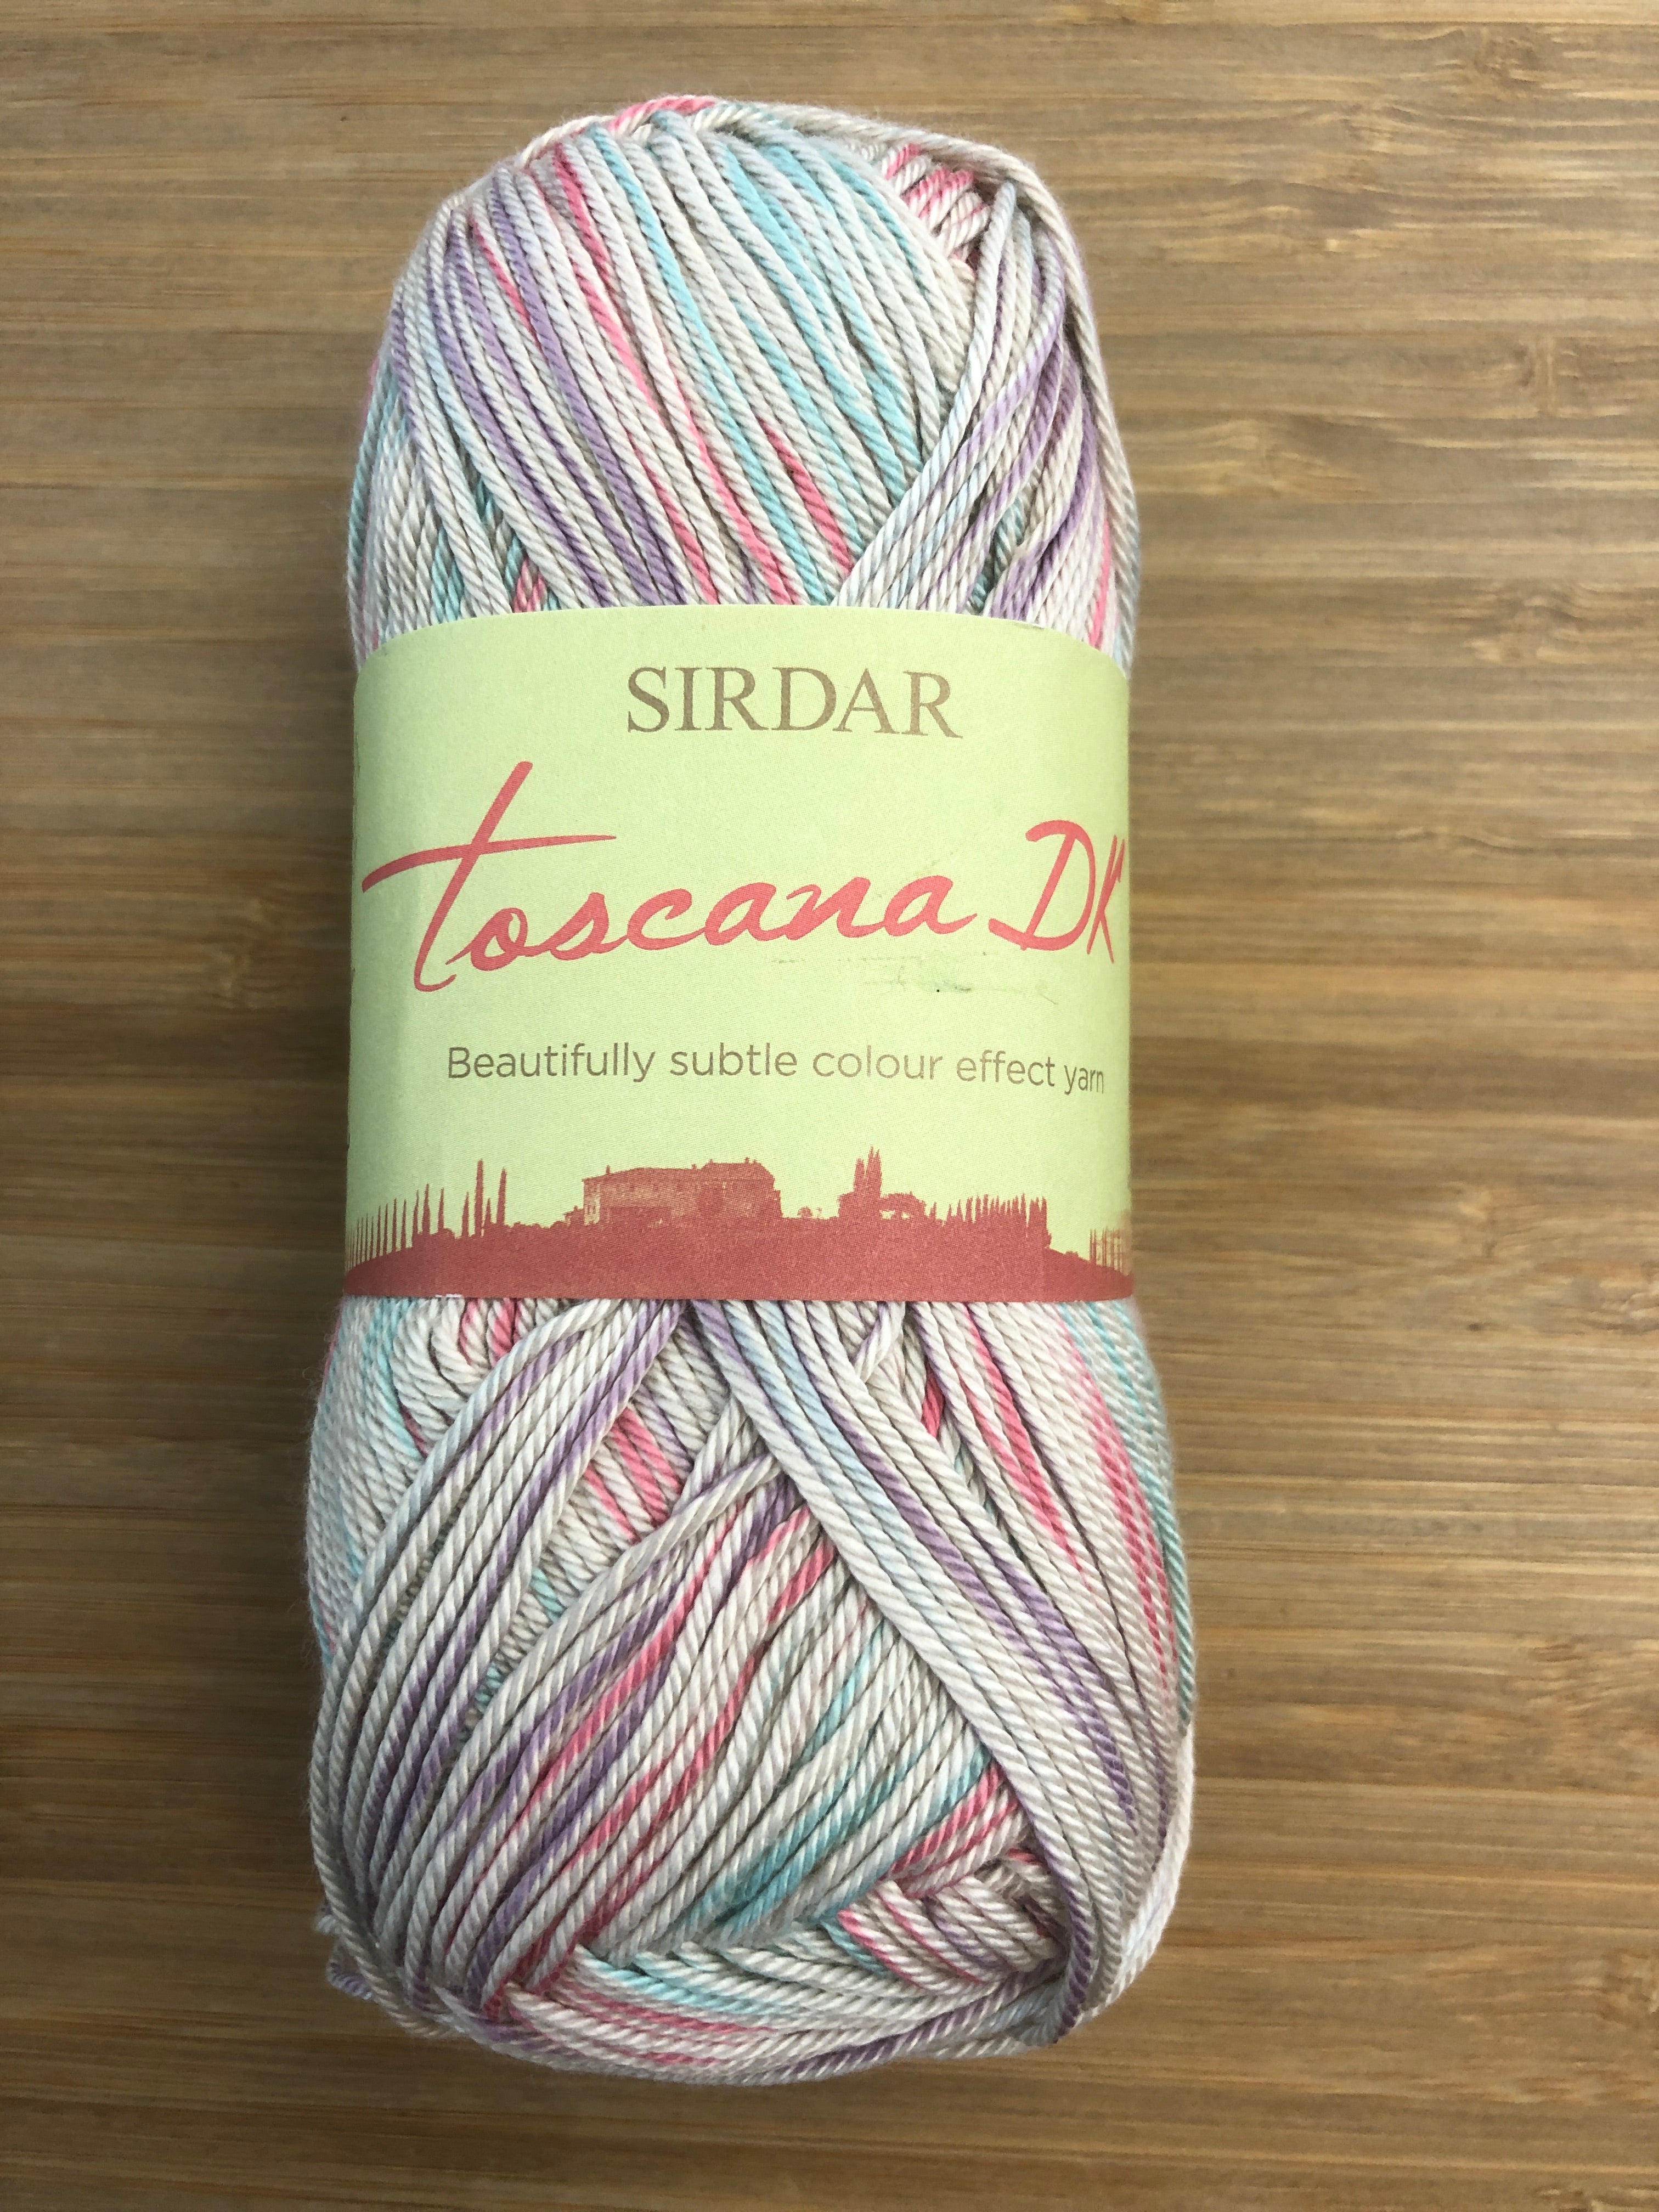 SIRDAR
Toscana DK
Beautifully subtle colour effect yarn